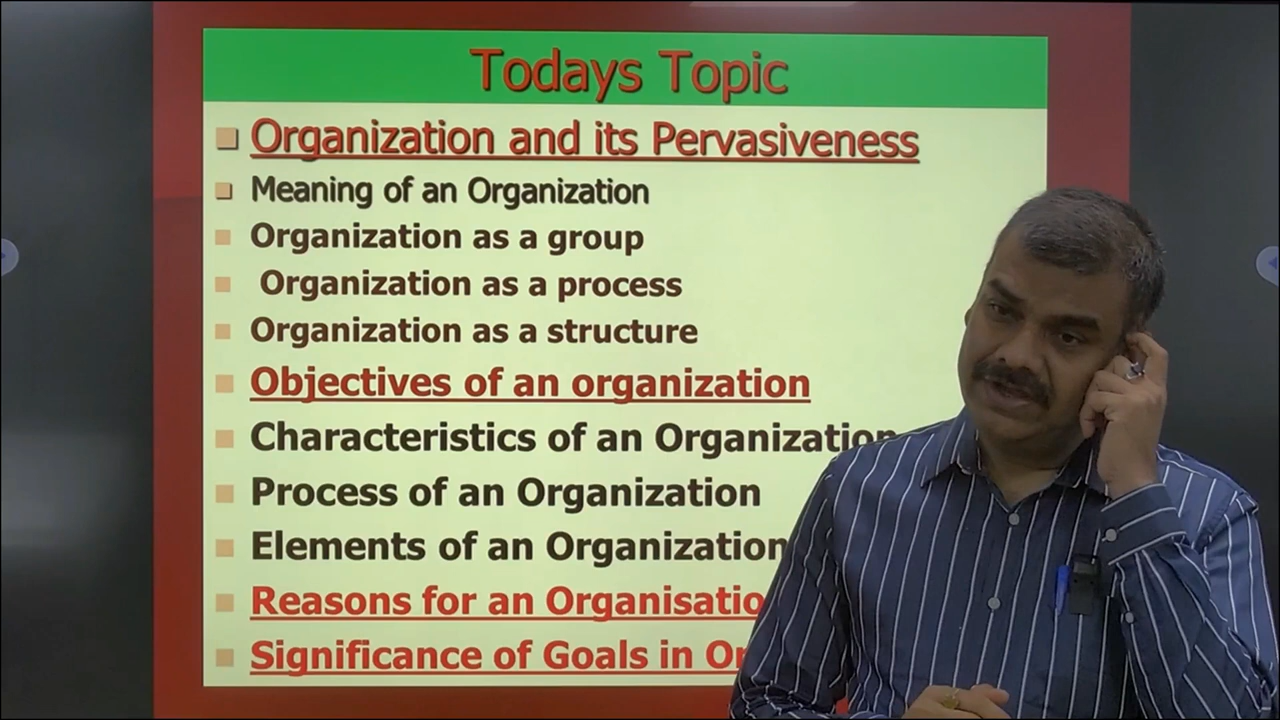 Todays Topic
Organization and its Pervasiveness
Meaning of an Organization
Organization as a group
Organization as a process
Organization as a structure
Objectives of an organization
Characteristics of an Organization
Process of an Organization
Elements of an Organization
Reasons for an
Significance of Goals in